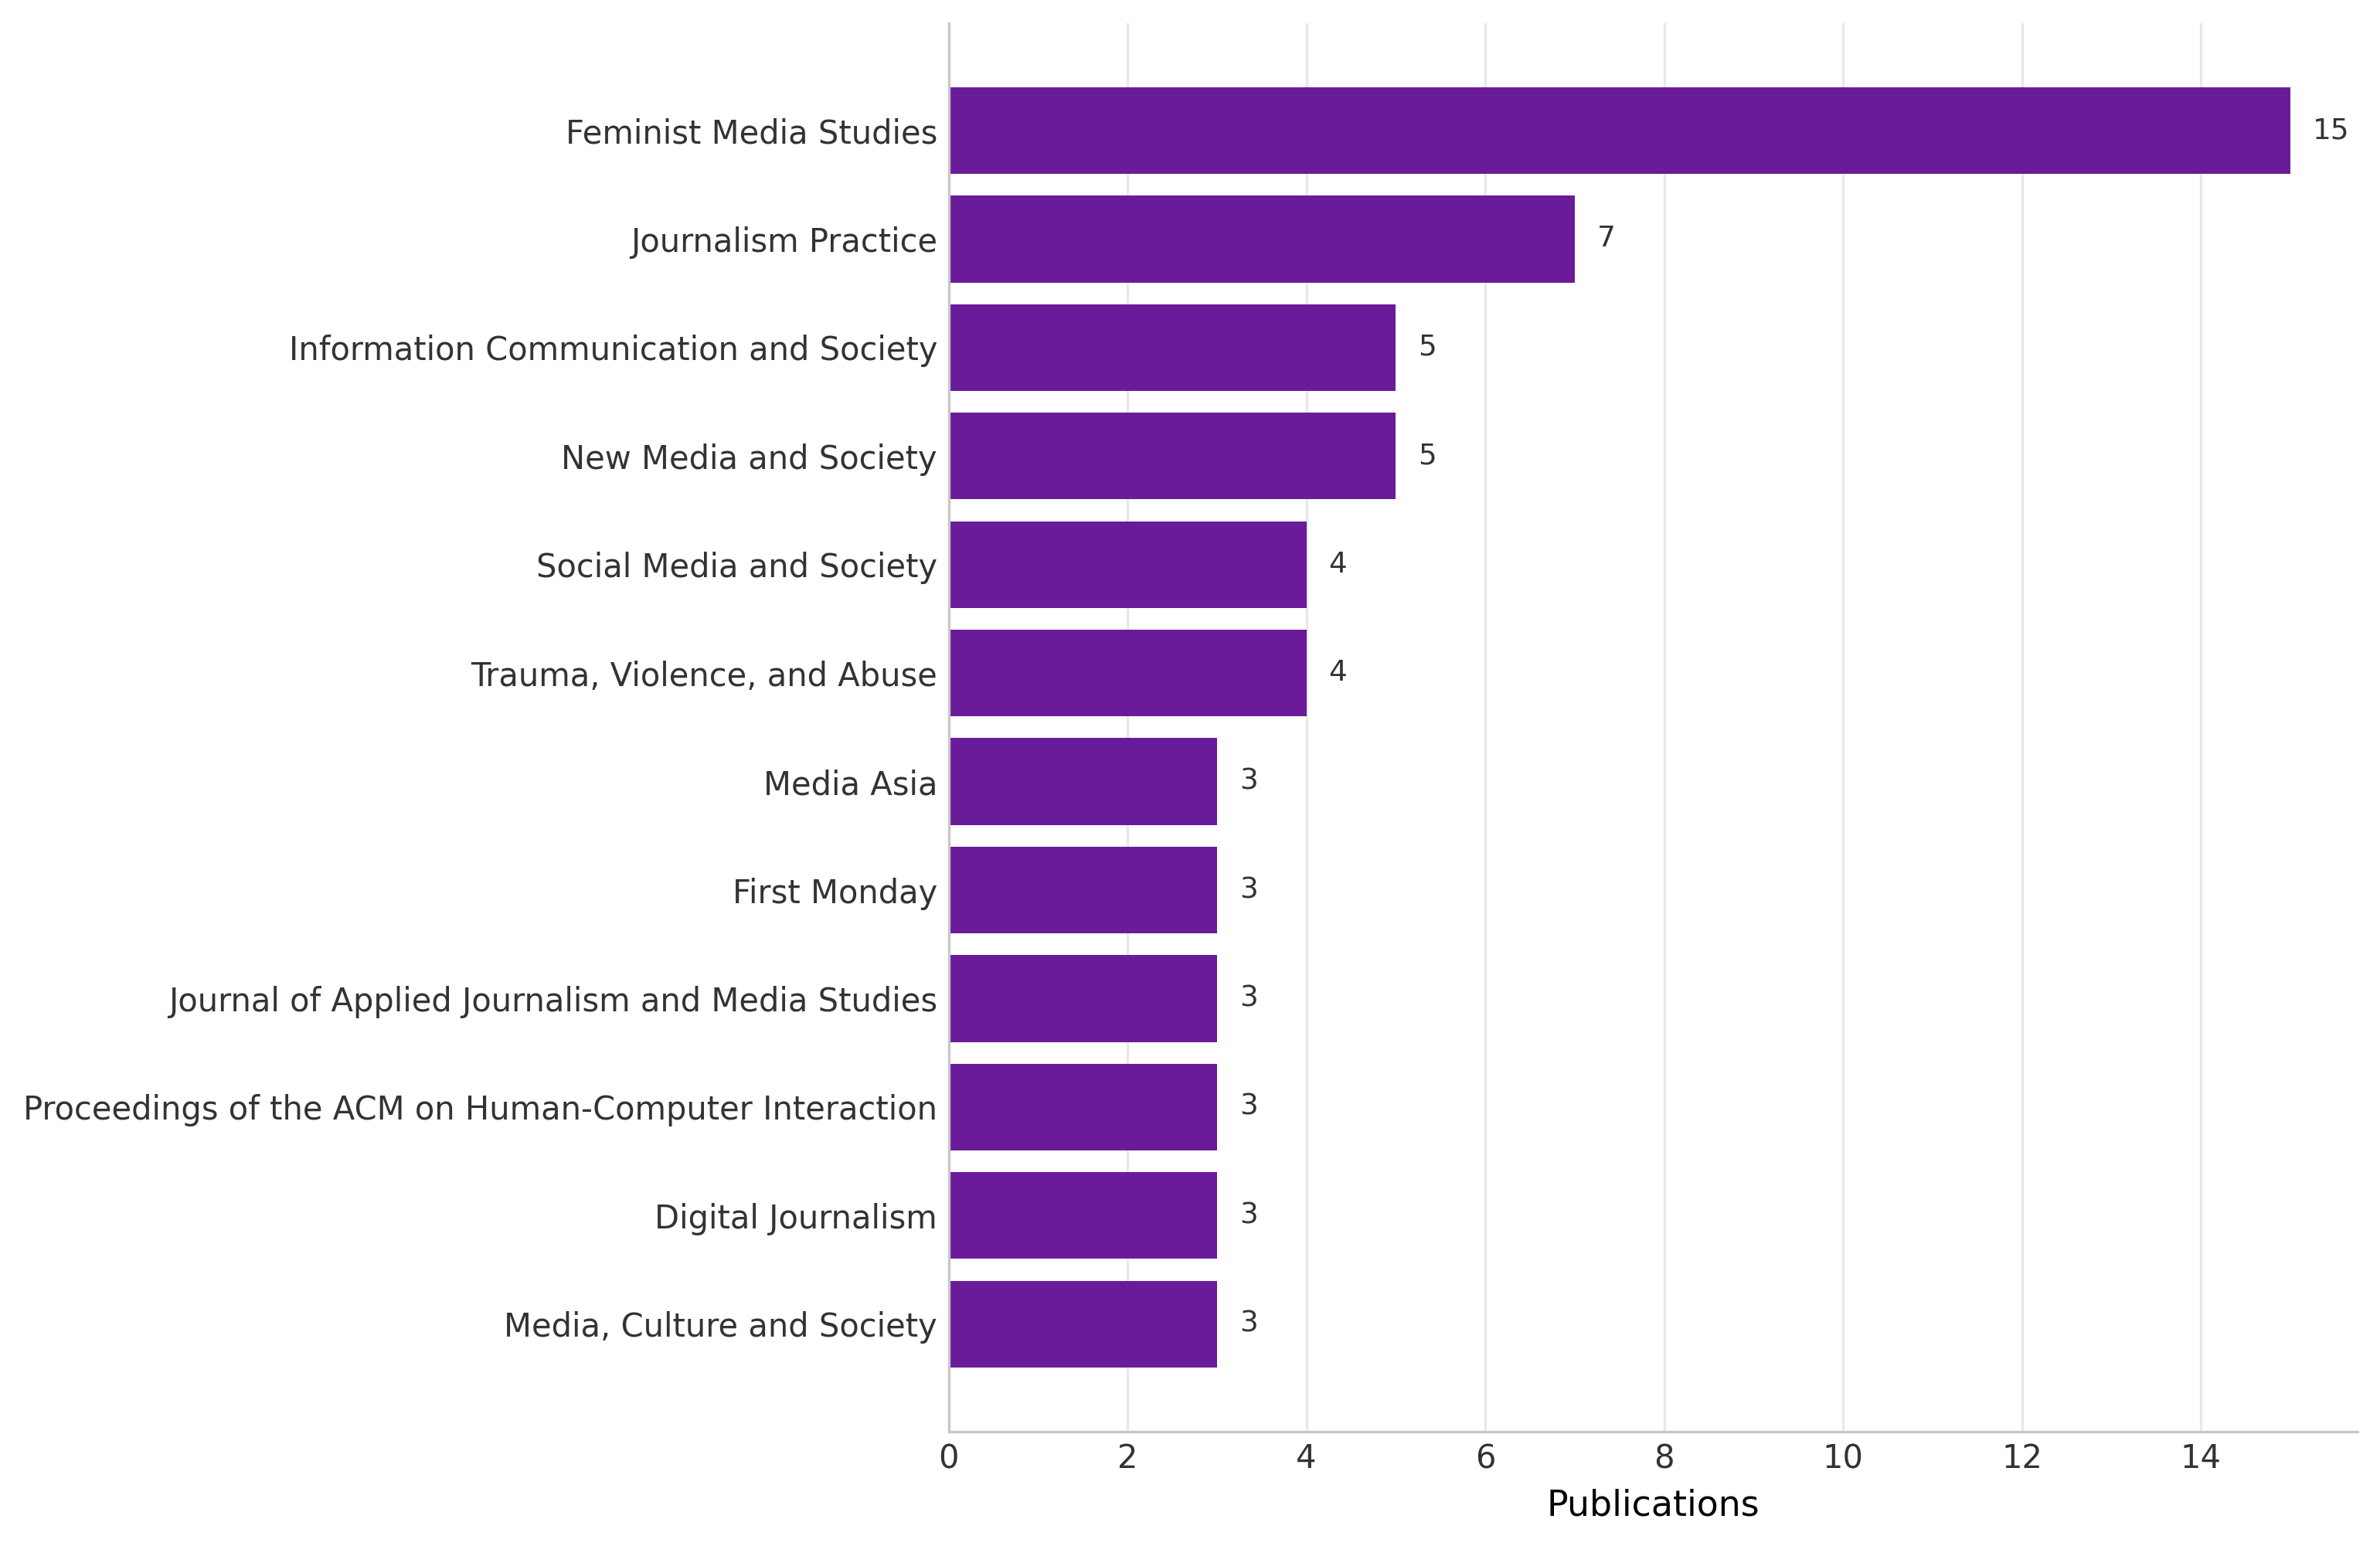 Feminist Media Studies 15
Journalism Practice 7
Information Communication and Society 5
New Media and Society 5
Social Media and Society 4
Trauma, Violence, and Abuse 4
Media Asia 3
First Monday 3
Journal of Applied Journalism and Media Studies 3
Proceedings of the ACM on Human-Computer Interaction 3
Digital Journalism 3
Media, Culture and Society 3
0 2 4 6 8 10 12 14
Publications